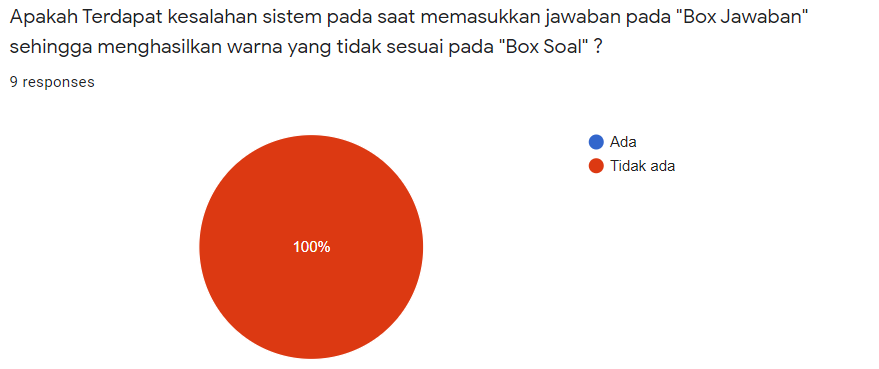 Apakah Terdapat kesalahan sistem pada saat memasukkan jawaban pada "Box Jawaban"
sehingga menghasilkan warna yang tidak sesuai pada "Box Soal" ?
9 responses
Ada
Tidak ada
100%